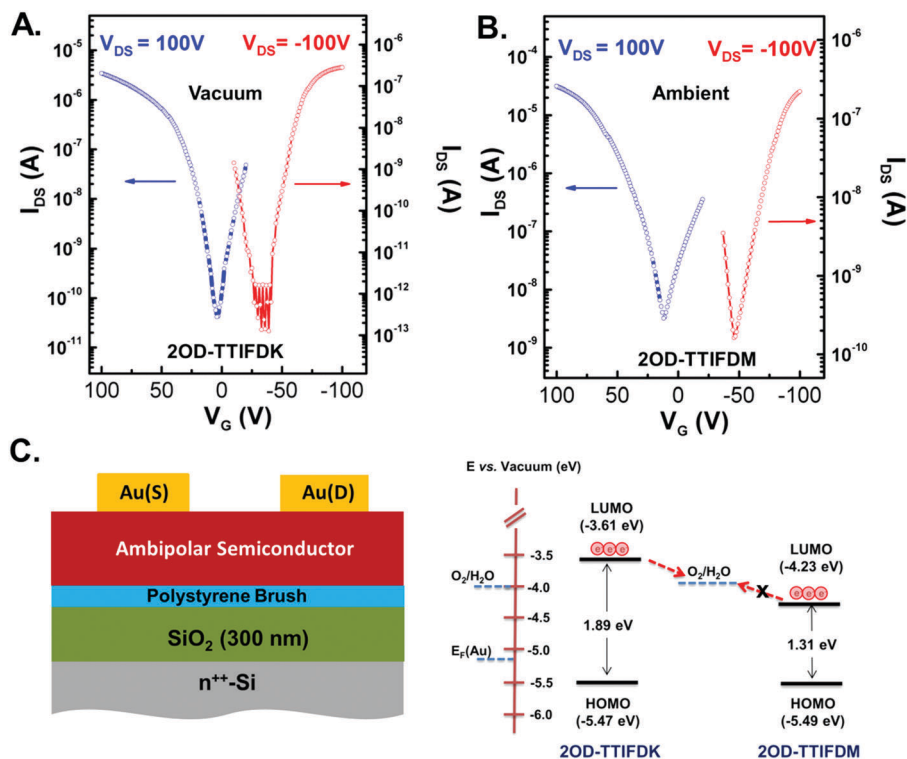 A.
V_DS = 100V
V_DS= -100V
Vacuum
10^-5
10^-6
10^-7
10^-8
10^-9
10^-10
10^-11
I_DS (A)
10^-6
10^-7
10^-8
10^-9
10^-10
10^-11
10^-12
10^-13
I_DS (A)
2OD-TTIFDK
100
50
0
-50
-100
V_G (V)
B.
V_DS = 100V
V_DS= -100V
Ambient
10^-4
10^-5
10^-6
10^-7
10^-8
10^-9
I_DS (A)
10^-6
10^-7
10^-8
10^-9
10^-10
I_DS (A)
2OD-TTIFDM
100
50
0
-50
-100
V_G (V)
C.
Au(S)
Au(D)
Ambipolar Semiconductor
Polystyrene Brush
SiO₂ (300 nm)
n⁺⁺-Si
E vs. Vacuum (eV)
-3.5
-4.0
-4.5
-5.0
-5.5
-6.0
O₂/H₂O
E_F(Au)
LUMO
(-3.61 eV)
e e e
1.89 eV
HOMO
(-5.47 eV)
2OD-TTIFDK
O₂/H₂O
X
LUMO
(-4.23 eV)
e e e
1.31 eV
HOMO
(-5.49 eV)
2OD-TTIFDM